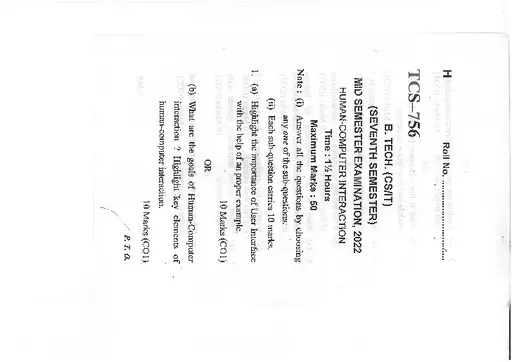 H
Roll No. ........................
TCS–756
B. TECH. (CS/IT)
(SEVENTH SEMESTER)
MID SEMESTER EXAMINATION, 2022
HUMAN-COMPUTER INTERACTION
Time : 1½ Hours
Maximum Marks : 50
Note : (i) Answer all the questions by choosing
any one of the sub-questions.
(ii) Each sub-question carries 10 marks.
1. (a) Highlight the importance of User Interface
with the help of an proper example.
10 Marks (CO1)
OR
(b) What are the goals of Human-Computer
interaction ? Highlight key elements of
human-computer interaction.
10 Marks (CO1)
P. T. O.